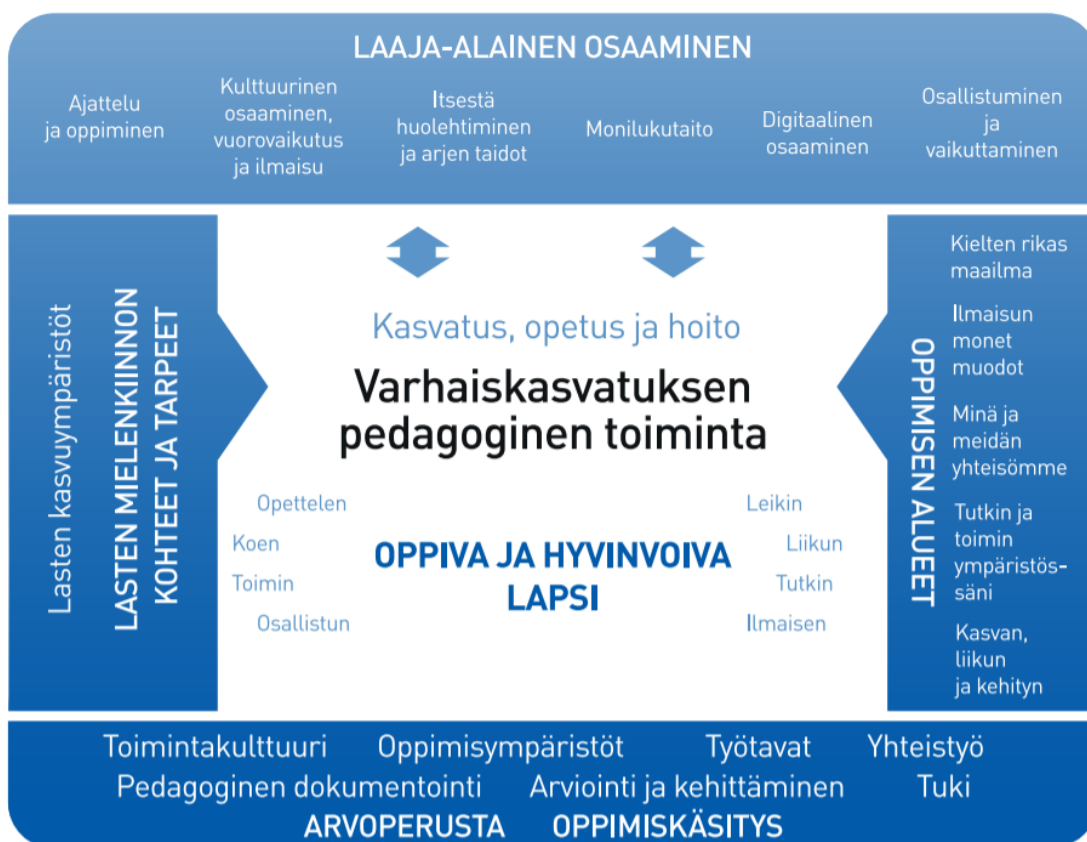 LAAJA-ALAINEN OSAAMINEN
Ajattelu
ja oppiminen
Kulttuurinen
osaaminen,
vuorovaikutus
ja ilmaisu
Itsestä
huolehtiminen
ja arjen taidot
Monilukutaito
Digitaalinen
osaaminen
Osallistuminen
ja
vaikuttaminen
Lasten kasvuympäristöt
LASTEN MIELENKIINNON
KOHTEET JA TARPEET
Kasvatus, opetus ja hoito
Varhaiskasvatuksen
pedagoginen toiminta
Opettelen
Koen
Toimin
Osallistun
OPPIVA JA HYVINVOIVA
LAPSI
Leikin
Liikun
Tutkin
Ilmaisen
OPPIMISEN ALUEET
Kielten rikas
maailma
Ilmaisun
monet
muodot
Minä ja
meidän
yhteisömme
Tutkin ja
toimin
ympäristös-
säni
Kasvan,
liikun
ja kehityn
Toimintakulttuuri Oppimisympäristöt Työtavat Yhteistyö
Pedagoginen dokumentointi Arviointi ja kehittäminen Tuki
ARVOPERUSTA OPPIMISKÄSITYS